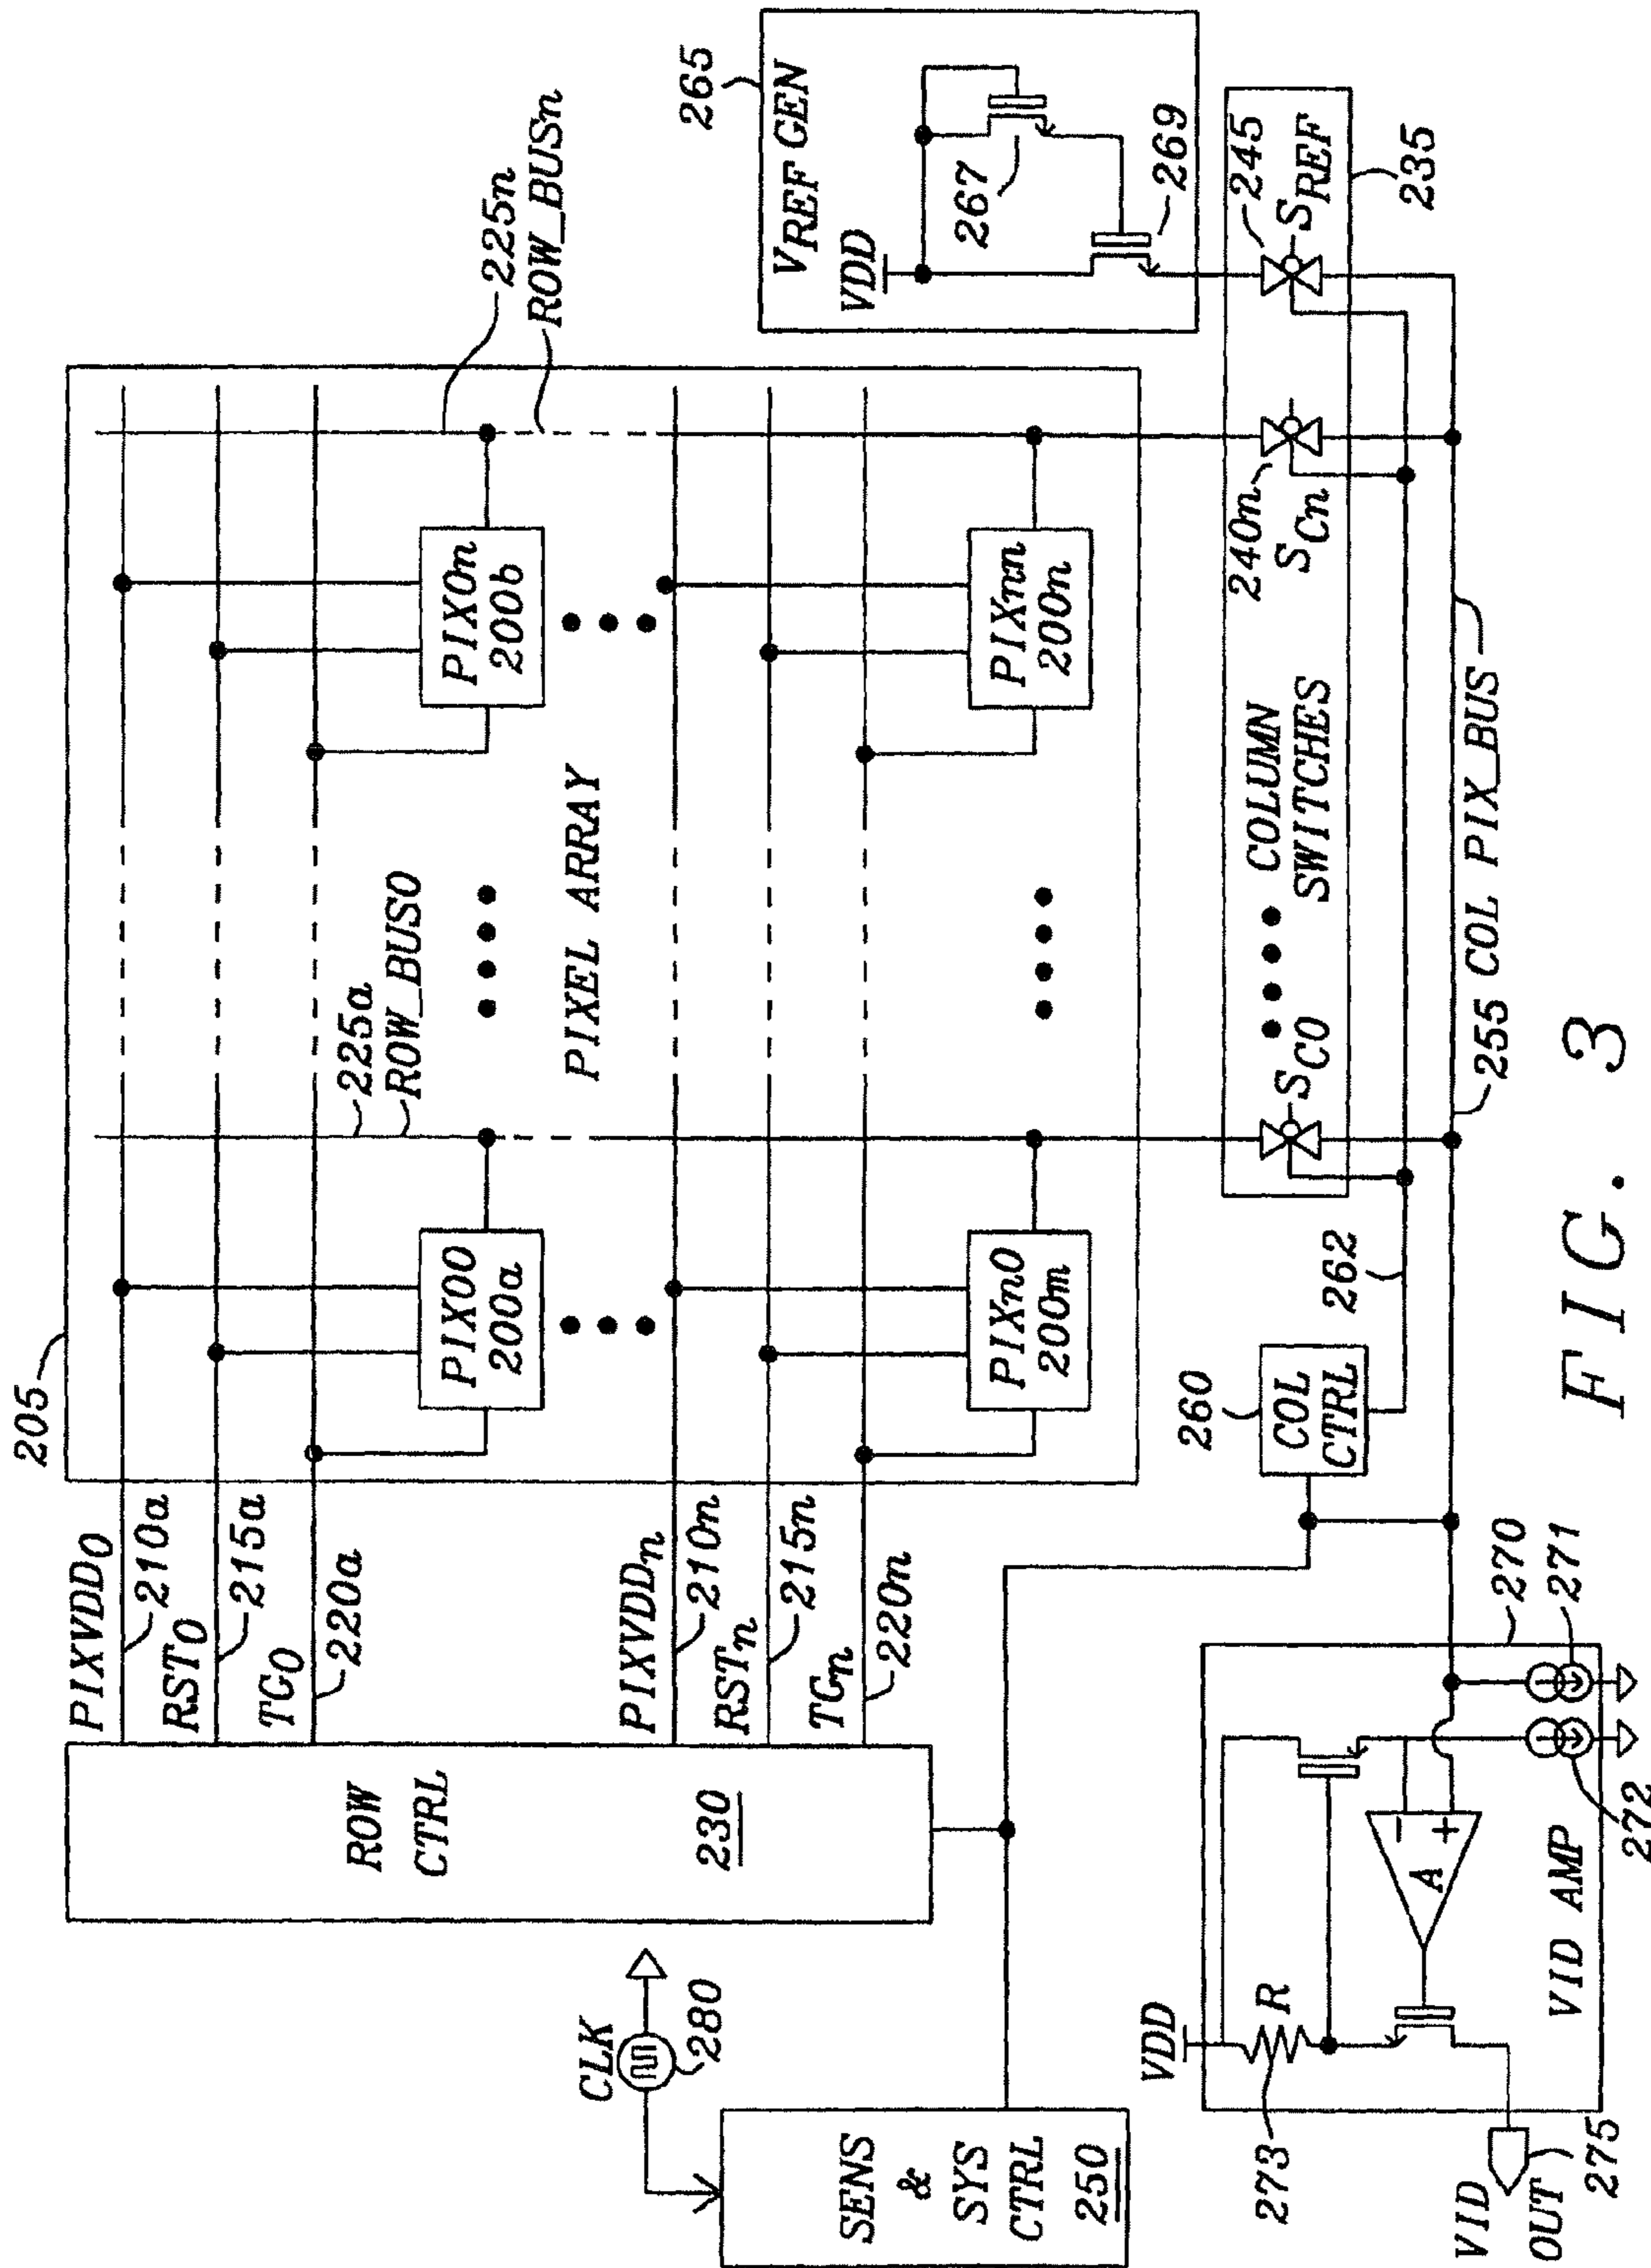 205
PIXVDD0
210a
RST0
215a
TG0
220a
PIXVDDn
210n
RSTn
215n
TGn
220n
ROW
CTRL
230
225a
ROW_BUS0
225n
ROW_BUSn
PIX00
200a
PIX0n
200b
PIXEL ARRAY
PIXn0
200m
PIXnn
200n
265
VREF GEN
VDD
267
269
CLK
280
SENS
&
SYS
CTRL
250
260
COL
CTRL
262
SC0
COLUMN
SWITCHES
240n
SCn
245
SREF
235
255 COL PIX_BUS
270
271
272
VDD
R
273
A
-
+
VID AMP
VID
OUT
275
FIG. 3